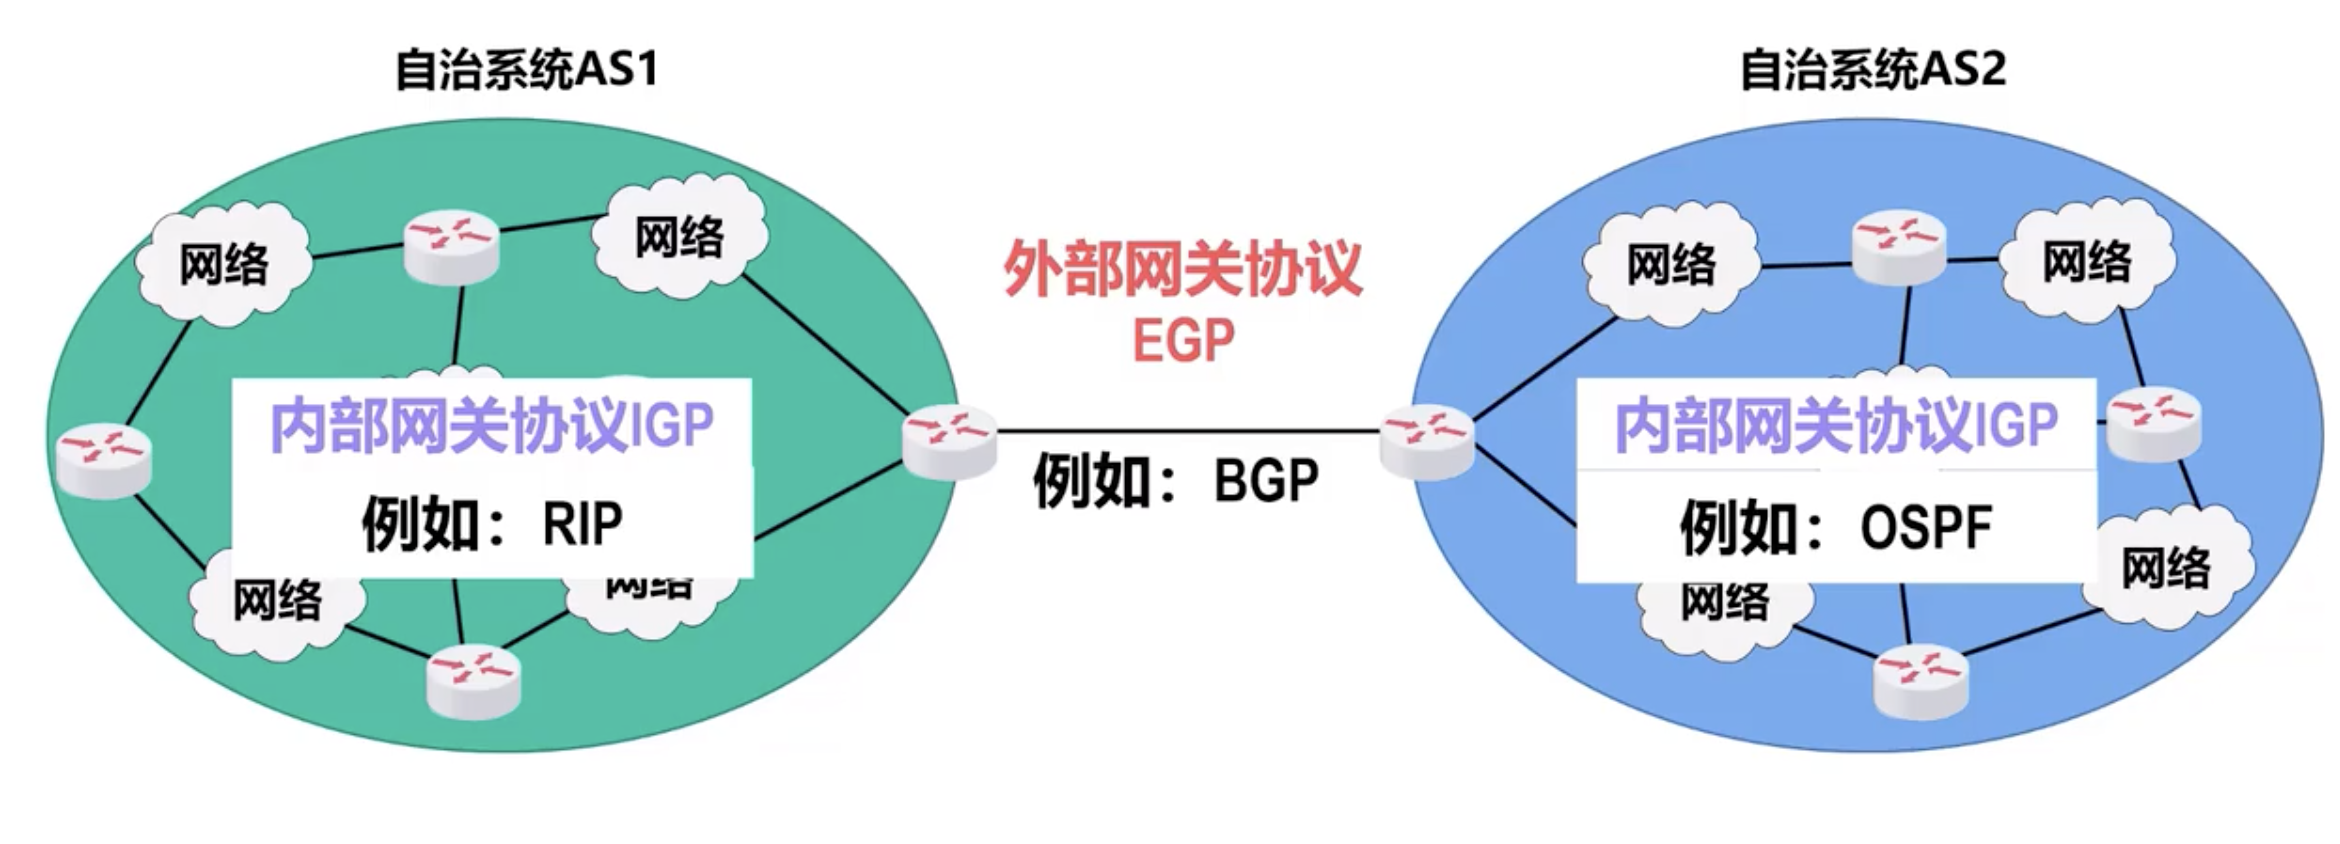 自治系统AS1
自治系统AS2
网络
网络
外部网关协议
EGP
网络
网络
内部网关协议IGP
例如：RIP
例如：BGP
内部网关协议IGP
例如：OSPF
网络
网络
网络
网络